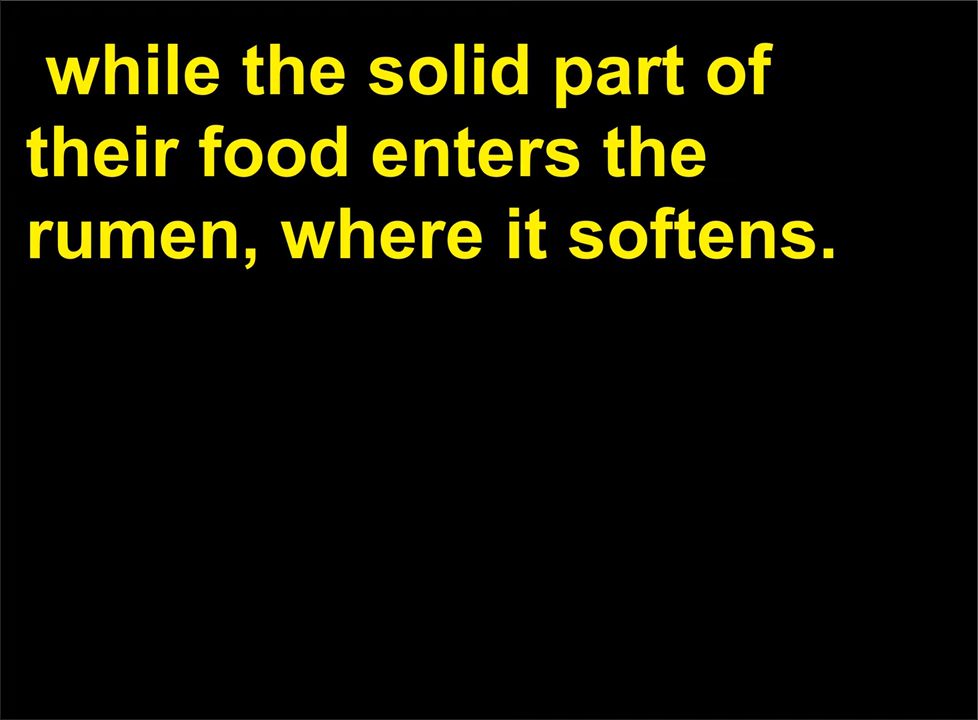 while the solid part of
their food enters the
rumen, where it softens.